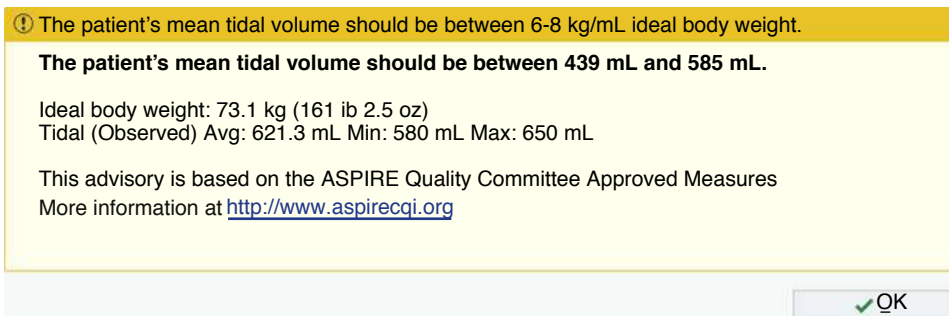 The patient's mean tidal volume should be between 6-8 kg/mL ideal body weight.
The patient's mean tidal volume should be between 439 mL and 585 mL.
Ideal body weight: 73.1 kg (161 ib 2.5 oz)
Tidal (Observed) Avg: 621.3 mL Min: 580 mL Max: 650 mL
This advisory is based on the ASPIRE Quality Committee Approved Measures
More information at http://www.aspirecqi.org
OK